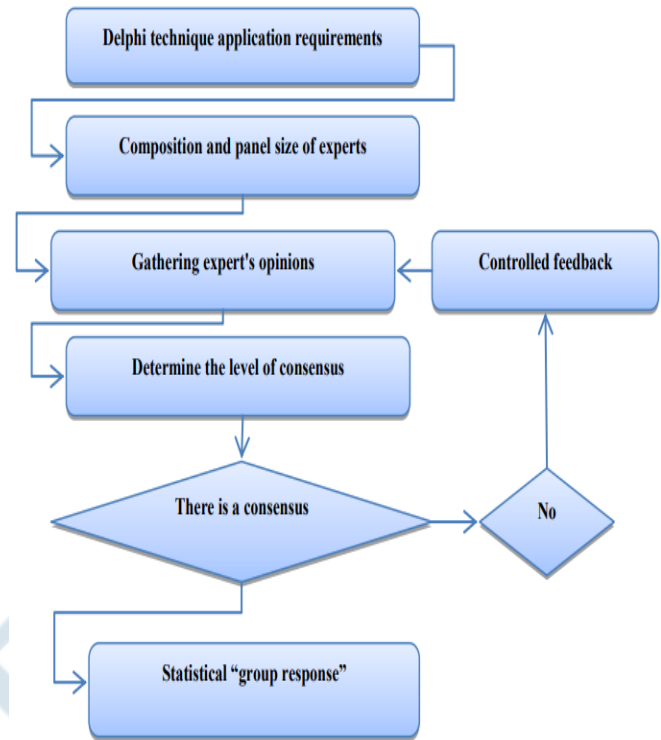 Delphi technique application requirements
Composition and panel size of experts
Gathering expert's opinions
Controlled feedback
Determine the level of consensus
There is a consensus
No
Statistical “group response”